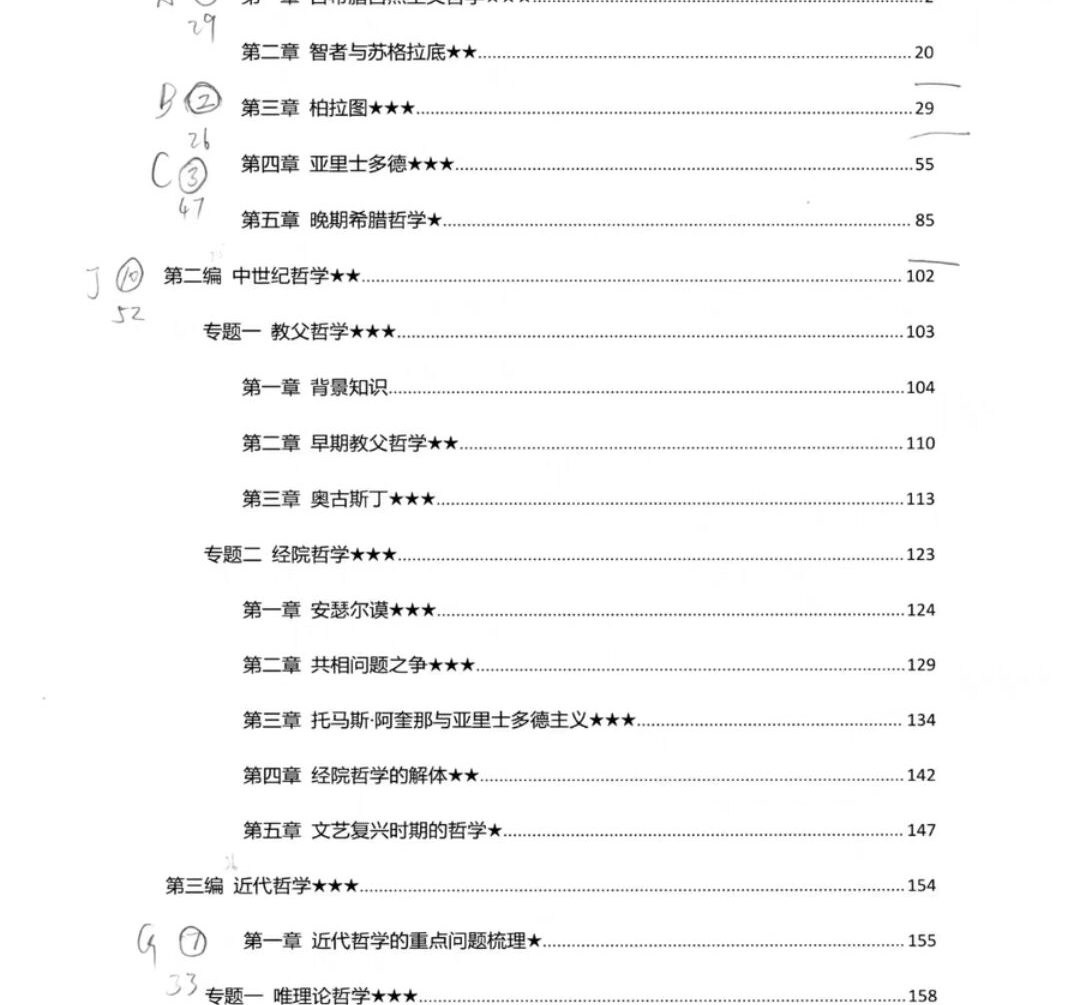 29
第二章 智者与苏格拉底★★ 20
B ② 第三章 柏拉图★★★ 29
26
C ③ 第四章 亚里士多德★★★ 55
47
第五章 晚期希腊哲学★ 85
J ⑩ 第二编 中世纪哲学★★ 102
52
专题一 教父哲学★★★ 103
第一章 背景知识 104
第二章 早期教父哲学★★ 110
第三章 奥古斯丁★★★ 113
专题二 经院哲学★★★ 123
第一章 安瑟尔谟★★★ 124
第二章 共相问题之争★★★ 129
第三章 托马斯·阿奎那与亚里士多德主义★★★ 134
第四章 经院哲学的解体★★ 142
第五章 文艺复兴时期的哲学★ 147
第三编 近代哲学★★★ 154
G ⑦ 第一章 近代哲学的重点问题梳理★ 155
33
专题一 唯理论哲学★★★ 158